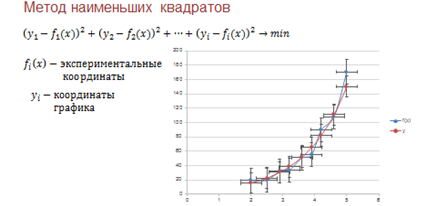 Метод наименьших квадратов
(y₁ − f₁(x))² + (y₂ − f₂(x))² + ⋯ + (yᵢ − fᵢ(x))² → min
fᵢ(x) − экспериментальные
координаты
yᵢ − координаты
графика
200
180
160
140
120
100
80
60
40
20
0
0 1 2 3 4 5 6
f(x)
y